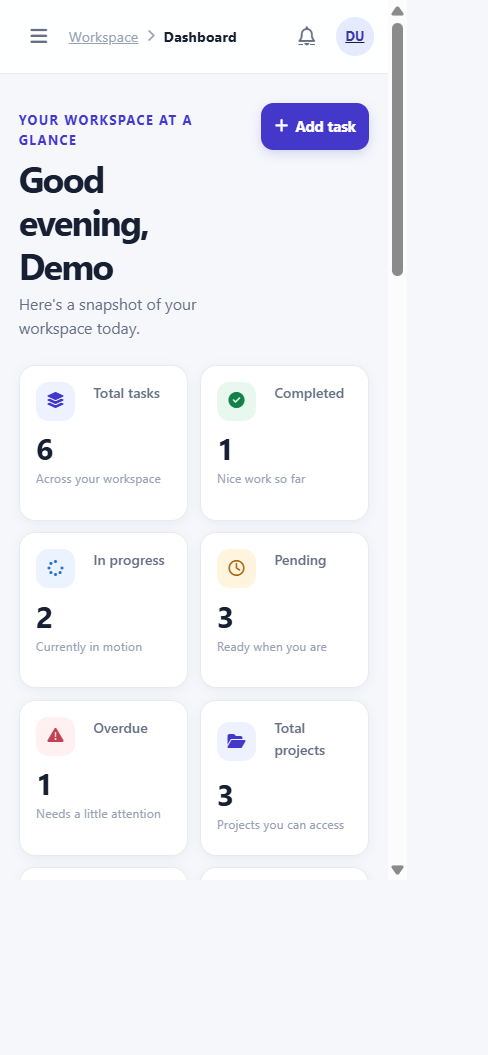 Workspace > Dashboard
DU
YOUR WORKSPACE AT A
GLANCE
+ Add task
Good
evening,
Demo
Here's a snapshot of your
workspace today.
Total tasks
6
Across your workspace
Completed
1
Nice work so far
In progress
2
Currently in motion
Pending
3
Ready when you are
Overdue
1
Needs a little attention
Total
projects
3
Projects you can access